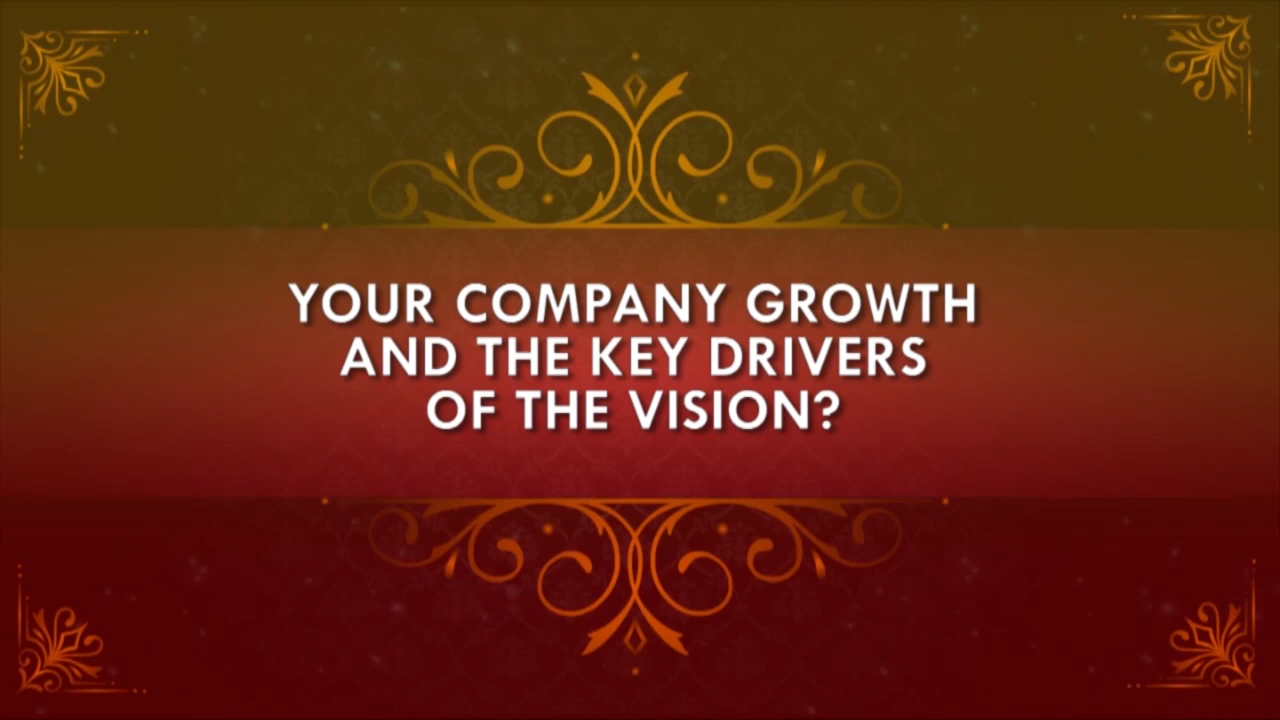 YOUR COMPANY GROWTH
AND THE KEY DRIVERS
OF THE VISION?